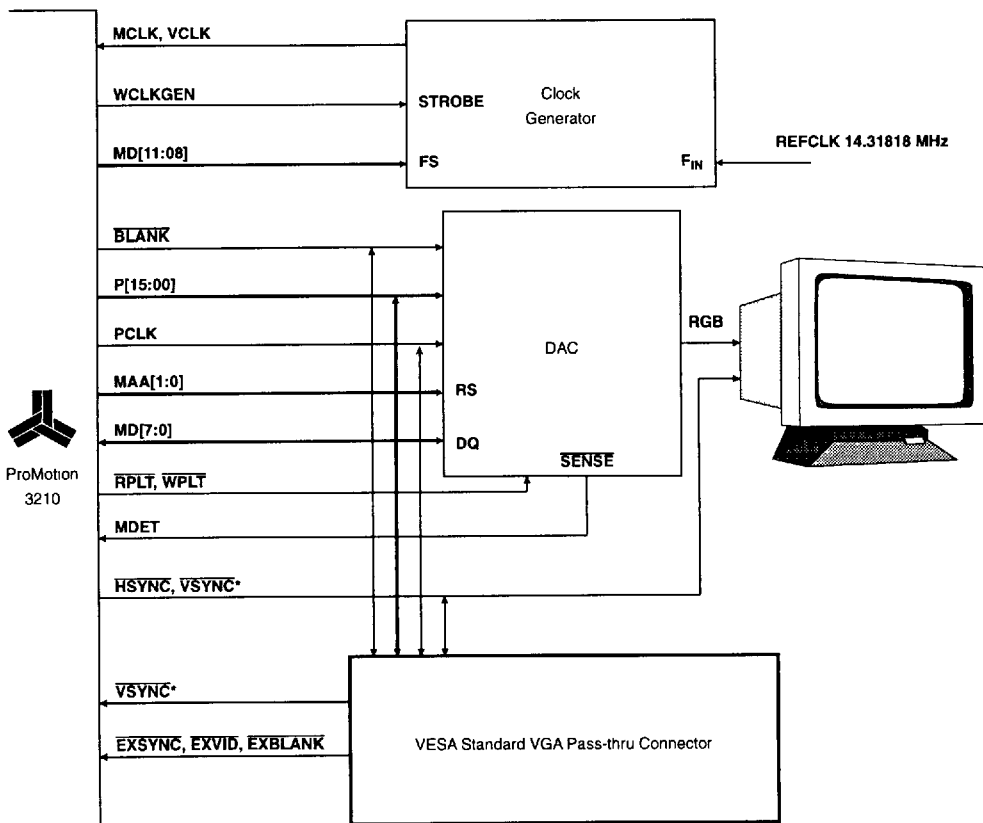 MCLK, VCLK
WCLKGEN
STROBE
Clock
Generator
MD[11:08]
FS
F_IN
REFCLK 14.31818 MHz
BLANK
P[15:00]
PCLK
DAC
RGB
MAA[1:0]
RS
MD[7:0]
DQ
SENSE
ProMotion
3210
RPLT, WPLT
MDET
HSYNC, VSYNC*
VSYNC*
EXSYNC, EXVID, EXBLANK
VESA Standard VGA Pass-thru Connector